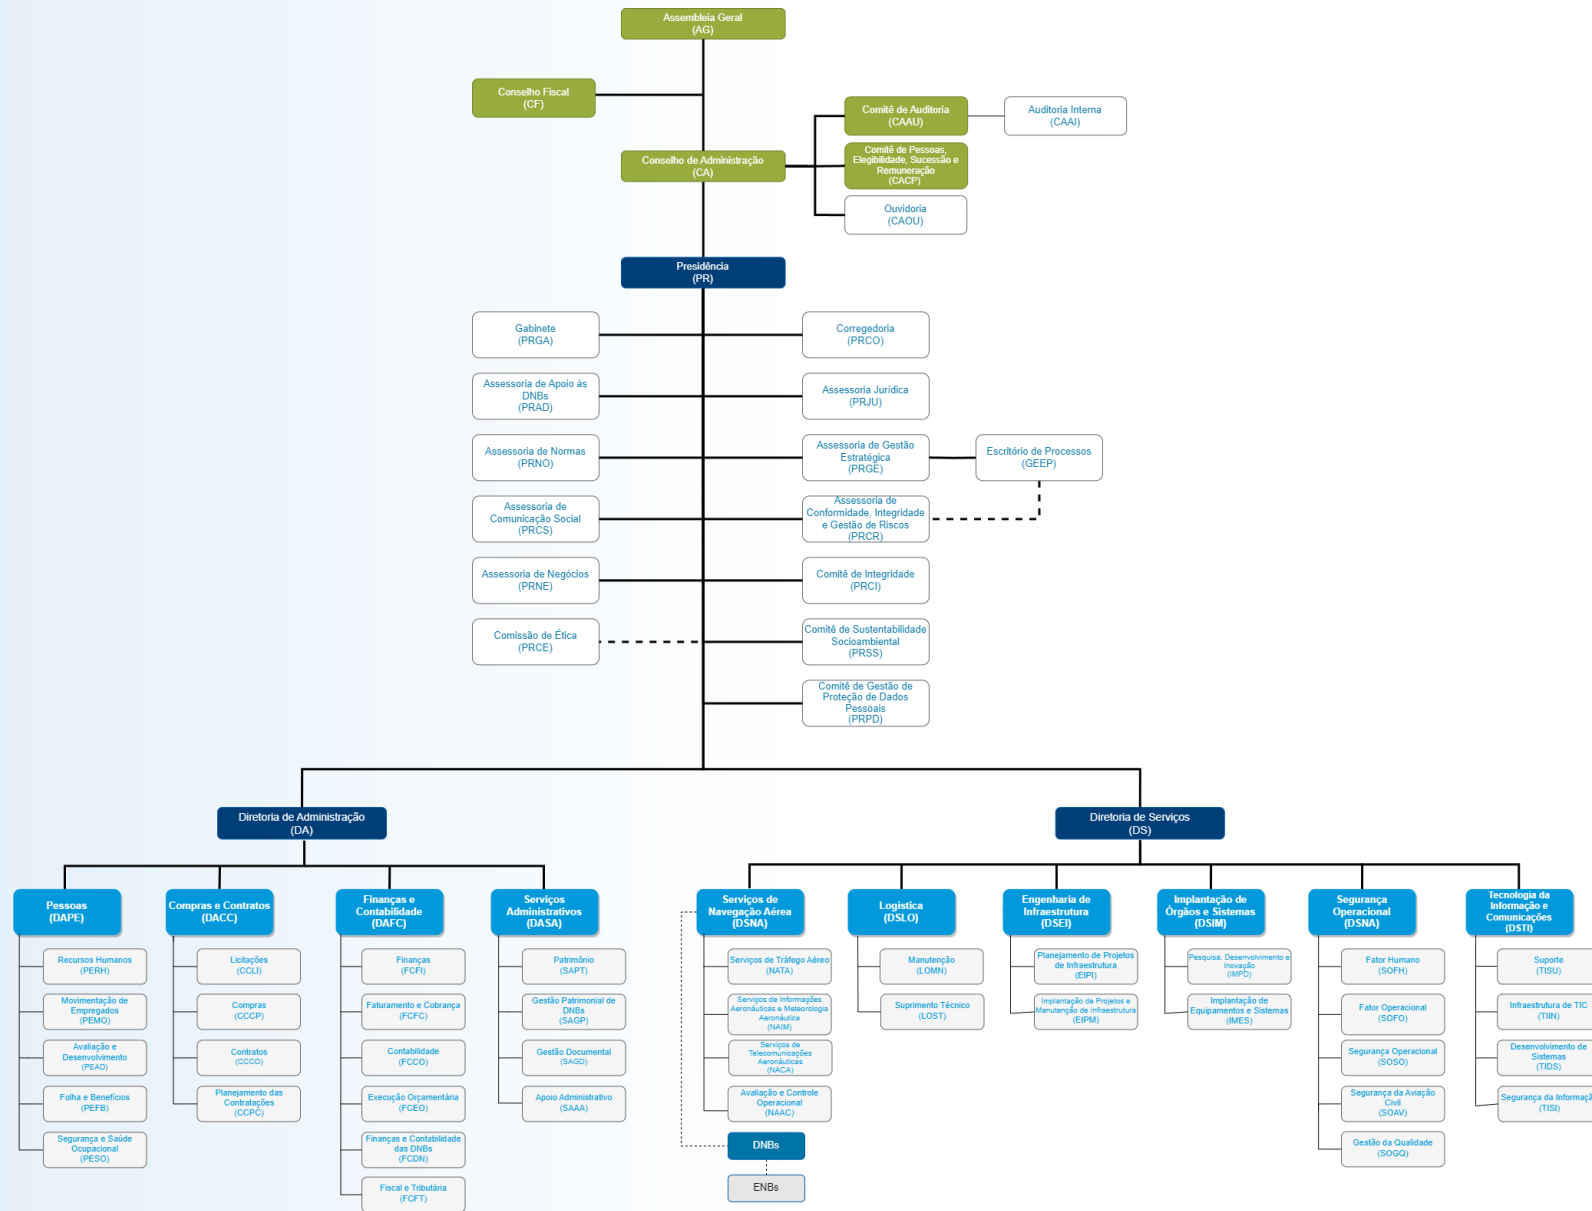 Assembleia Geral
(AG)
Conselho Fiscal
(CF)
Comitê de Auditoria
(CAAU)
Auditoria Interna
(CAAI)
Conselho de Administração
(CA)
Comitê de Pessoas,
Elegibilidade, Sucessão e
Remuneração
(CACP)
Ouvidoria
(CAOU)
Presidência
(PR)
Gabinete
(PRGA)
Corregedoria
(PRCO)
Assessoria de Apoio às
DNBs
(PRAD)
Assessoria Jurídica
(PRJU)
Assessoria de Normas
(PRNO)
Assessoria de Gestão
Estratégica
(PRGE)
Escritório de Processos
(GEEP)
Assessoria de
Comunicação Social
(PRCS)
Assessoria de
Conformidade, Integridade
e Gestão de Riscos
(PRCR)
Assessoria de Negócios
(PRNE)
Comitê de Integridade
(PRCI)
Comissão de Ética
(PRCE)
Comitê de Sustentabilidade
Socioambiental
(PRSS)
Comitê de Gestão de
Proteção de Dados
Pessoais
(PRPD)
Diretoria de Administração
(DA)
Diretoria de Serviços
(DS)
Pessoas
(DAPE)
Recursos Humanos
(PERH)
Movimentação de
Empregados
(PEMO)
Avaliação e
Desenvolvimento
(PEAD)
Folha e Benefícios
(PEFB)
Segurança e Saúde
Ocupacional
(PESO)
Compras e Contratos
(DACC)
Licitações
(CCLI)
Compras
(CCCP)
Contratos
(CCCO)
Planejamento das
Contratações
(CCPC)
Finanças e
Contabilidade
(DAFC)
Finanças
(FCFI)
Faturamento e Cobrança
(FCFC)
Contabilidade
(FCCO)
Execução Orçamentária
(FCEO)
Finanças e Contabilidade
das DNBs
(FCDN)
Fiscal e Tributária
(FCFT)
Serviços
Administrativos
(DASA)
Patrimônio
(SAPT)
Gestão Patrimonial de
DNBs
(SAGP)
Gestão Documental
(SAGD)
Apoio Administrativo
(SAAA)
Serviços de
Navegação Aérea
(DSNA)
Serviços de Tráfego Aéreo
(NATA)
Serviços de Informações
Aeronáuticas e Meteorologia
Aeronáutica
(NAIM)
Serviços de
Telecomunicações
Aeronáuticas
(NACA)
Avaliação e Controle
Operacional
(NAAC)
DNBs
ENBs
Logística
(DSLO)
Manutenção
(LOMN)
Suprimento Técnico
(LOST)
Engenharia de
Infraestrutura
(DSEI)
Planejamento de Projetos
de Infraestrutura
(EIPI)
Implantação de Projetos e
Manutenção de Infraestrutura
(EIPM)
Implantação de
Órgãos e Sistemas
(DSIM)
Pesquisa, Desenvolvimento e
Inovação
(IMPD)
Implantação de
Equipamentos e Sistemas
(IMES)
Segurança
Operacional
(DSNA)
Fator Humano
(SOFH)
Fator Operacional
(SOFO)
Segurança Operacional
(SOSO)
Segurança da Aviação
Civil
(SOAV)
Gestão da Qualidade
(SOGQ)
Tecnologia da
Informação e
Comunicações
(DSTI)
Suporte
(TISU)
Infraestrutura de TIC
(TIIN)
Desenvolvimento de
Sistemas
(TIDS)
Segurança da Informaçã
(TISI)